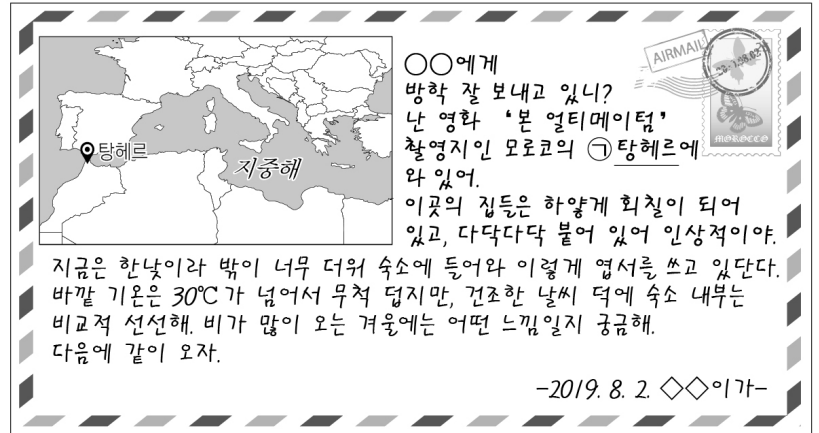 탕헤르
지중해
AIRMAIL
MOROCCO
○○에게
방학 잘 보내고 있니?
난 영화 '본 얼티메이텀'
촬영지인 모로코의 ㉠탕헤르에
와 있어.
이곳의 집들은 하얗게 회칠이 되어
있고, 다닥다닥 붙어 있어 인상적이야.
지금은 한낮이라 밖이 너무 더워 숙소에 들어와 이렇게 엽서를 쓰고 있단다.
바깥 기온은 30℃가 넘어서 무척 덥지만, 건조한 날씨 덕에 숙소 내부는
비교적 선선해. 비가 많이 오는 겨울에는 어떤 느낌일지 궁금해.
다음에 같이 오자.
-2019. 8. 2. ◇◇이가-